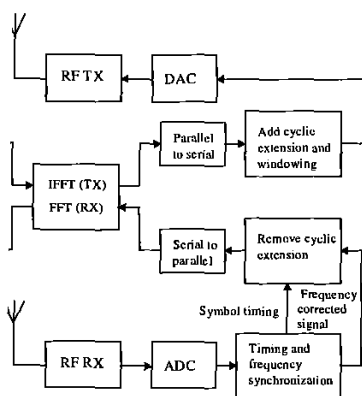 RF TX
DAC
Parallel
to serial
Add cyclic
extension and
windowing
IFFT (TX)
FFT (RX)
Serial to
parallel
Remove cyclic
extension
Symbol timing
Frequency
corrected
signal
RF RX
ADC
Timing and
frequency
synchronization